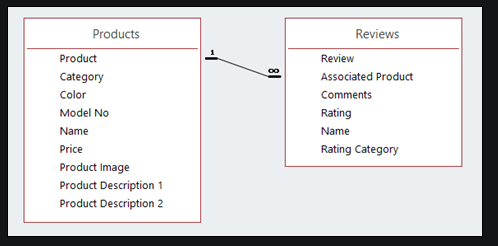 Products
Product
Category
Color
Model No
Name
Price
Product Image
Product Description 1
Product Description 2
1
∞
Reviews
Review
Associated Product
Comments
Rating
Name
Rating Category